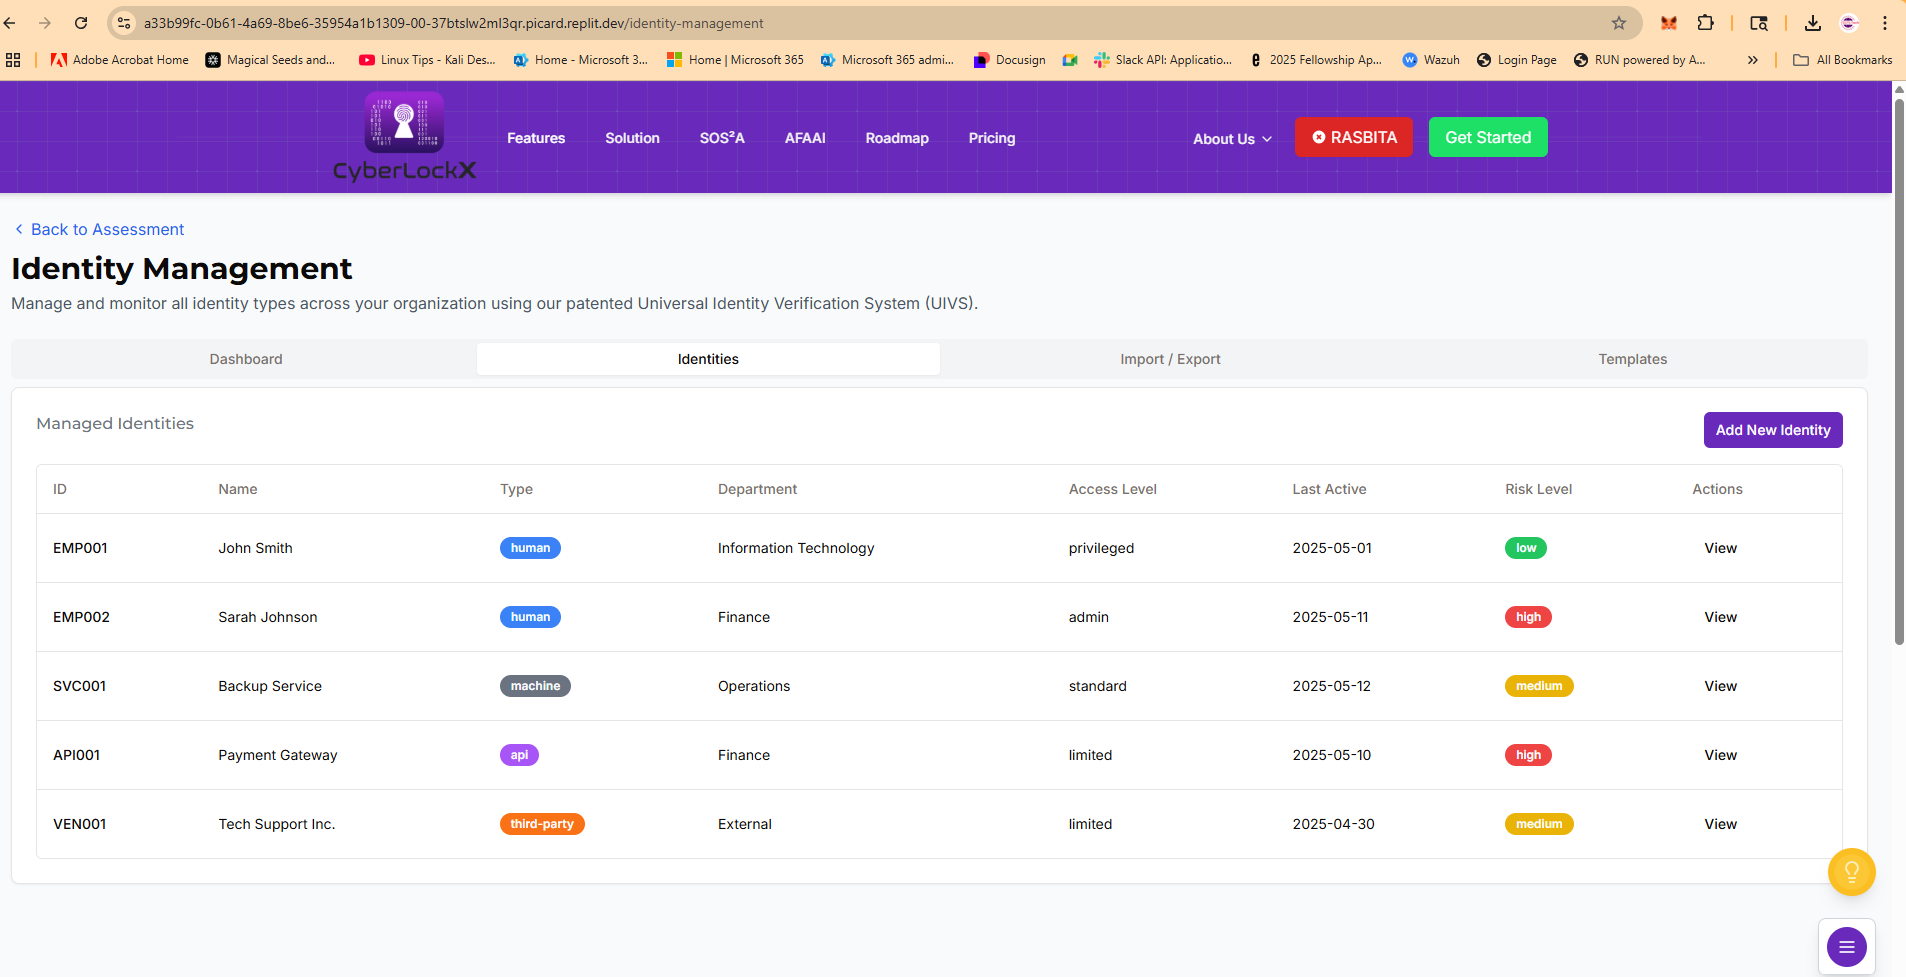 a33b99fc-0b61-4a69-8be6-35954a1b1309-00-37btslw2ml3qr.picard.replit.dev/identity-management
Adobe Acrobat Home Magical Seeds and... Linux Tips - Kali Des... Home - Microsoft 3... Home | Microsoft 365 Microsoft 365 admi... Docusign Slack API: Applicatio... 2025 Fellowship Ap... Wazuh Login Page RUN powered by A... » All Bookmarks
CyberLockX
Features Solution SOS²A AFAAI Roadmap Pricing About Us RASBITA Get Started
Back to Assessment
Identity Management
Manage and monitor all identity types across your organization using our patented Universal Identity Verification System (UIVS).
Dashboard Identities Import / Export Templates
Managed Identities
Add New Identity
ID Name Type Department Access Level Last Active Risk Level Actions
EMP001 John Smith human Information Technology privileged 2025-05-01 low View
EMP002 Sarah Johnson human Finance admin 2025-05-11 high View
SVC001 Backup Service machine Operations standard 2025-05-12 medium View
API001 Payment Gateway api Finance limited 2025-05-10 high View
VEN001 Tech Support Inc. third-party External limited 2025-04-30 medium View